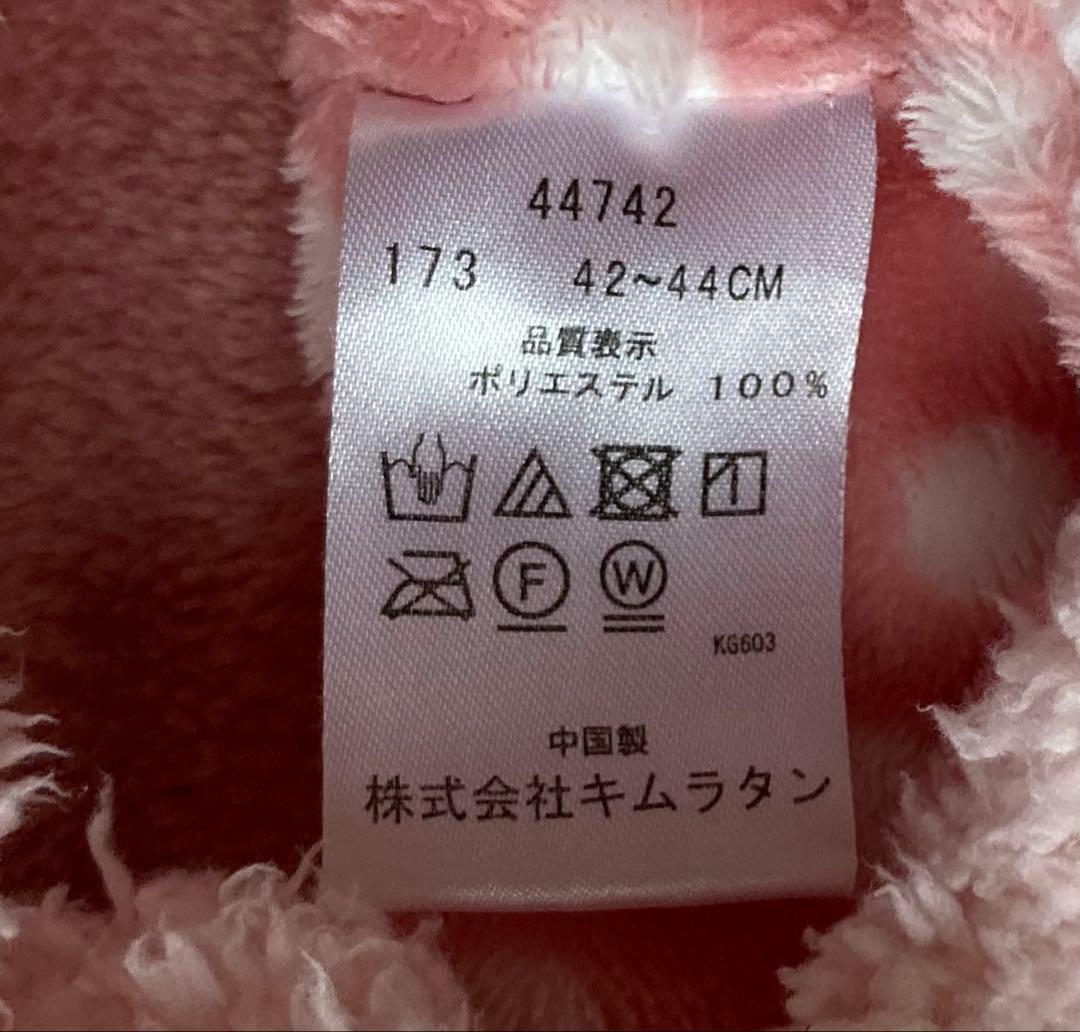 44742
173 42~44CM
品質表示
ポリエステル 100%
F W
KG603
中国製
株式会社キムラタン